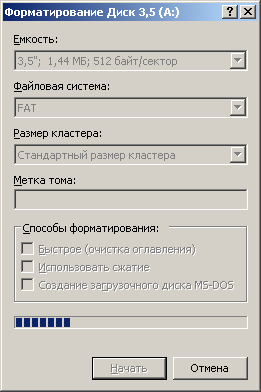 Форматирование Диск 3,5 (A:)
Емкость:
3,5"; 1,44 МБ; 512 байт/сектор
Файловая система:
FAT
Размер кластера:
Стандартный размер кластера
Метка тома:
Способы форматирования:
Быстрое (очистка оглавления)
Использовать сжатие
Создание загрузочного диска MS-DOS
Начать
Отмена